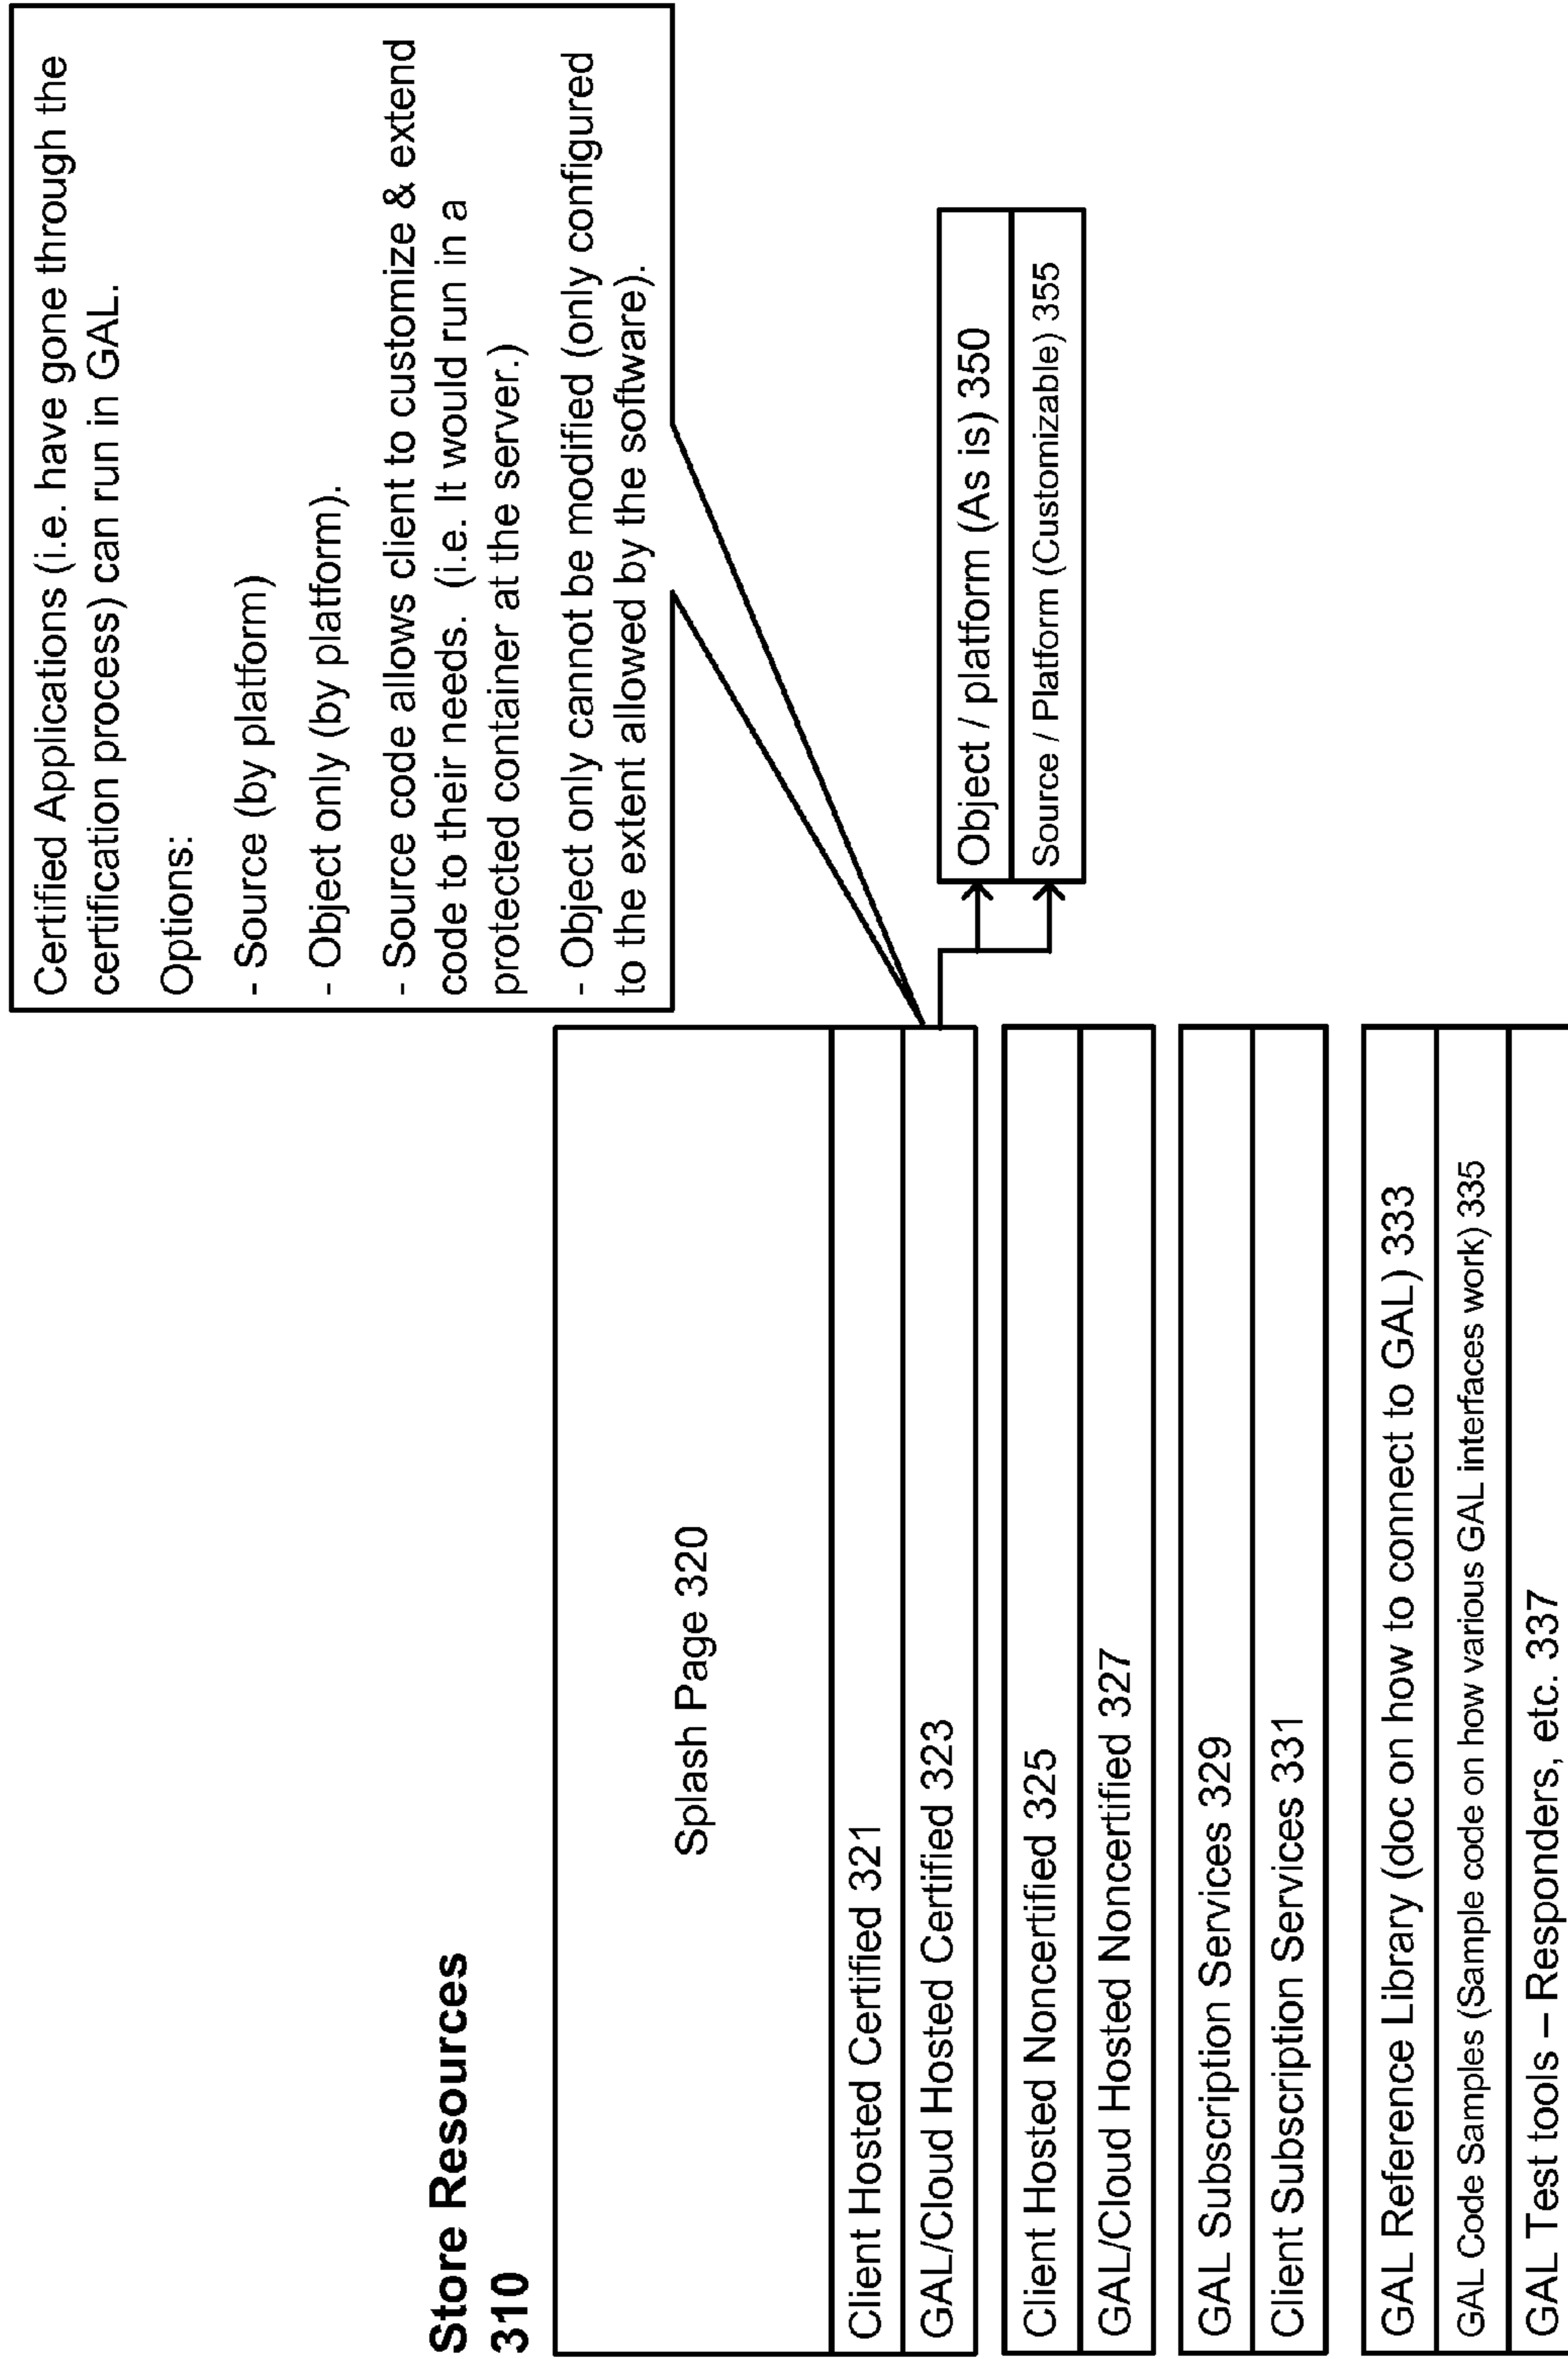 Certified Applications (i.e. have gone through the
certification process) can run in GAL.
Options:
- Source (by platform)
- Object only (by platform).
- Source code allows client to customize & extend
code to their needs. (i.e. It would run in a
protected container at the server.)
- Object only cannot be modified (only configured
to the extent allowed by the software).
Store Resources
310
Splash Page 320
Client Hosted Certified 321
GAL/Cloud Hosted Certified 323
Object / platform (As is) 350
Source / Platform (Customizable) 355
Client Hosted Noncertified 325
GAL/Cloud Hosted Noncertified 327
GAL Subscription Services 329
Client Subscription Services 331
GAL Reference Library (doc on how to connect to GAL) 333
GAL Code Samples (Sample code on how various GAL interfaces work) 335
GAL Test tools – Responders, etc. 337